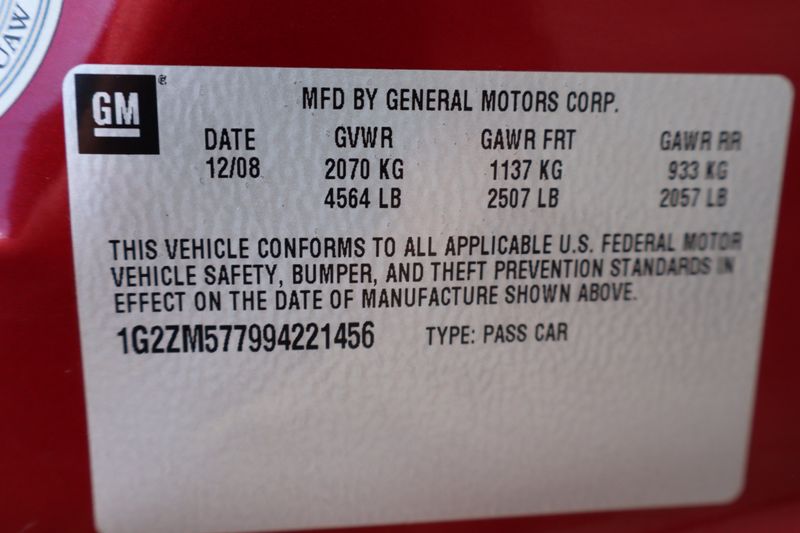 UAW
GM ®
MFD BY GENERAL MOTORS CORP.
DATE GVWR GAWR FRT GAWR RR
12/08 2070 KG 1137 KG 933 KG
4564 LB 2507 LB 2057 LB
THIS VEHICLE CONFORMS TO ALL APPLICABLE U.S. FEDERAL MOTOR
VEHICLE SAFETY, BUMPER, AND THEFT PREVENTION STANDARDS IN
EFFECT ON THE DATE OF MANUFACTURE SHOWN ABOVE.
1G2ZM577994221456 TYPE: PASS CAR